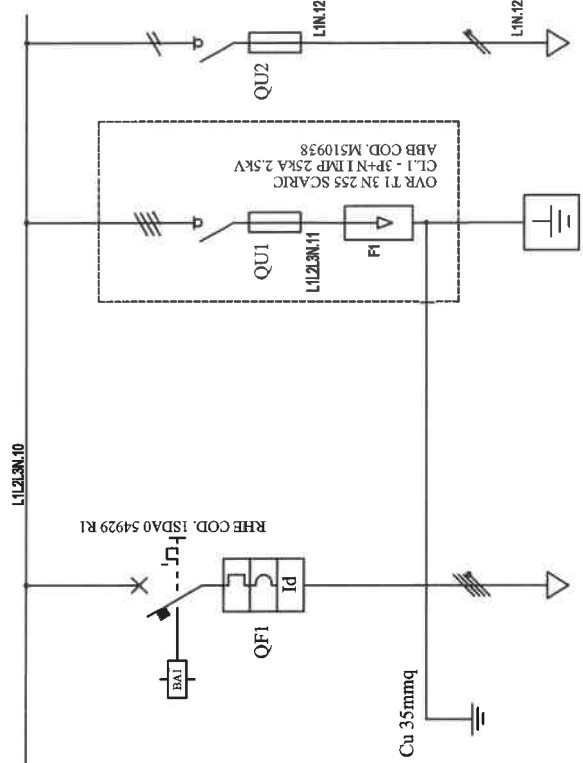 L1L2L3N.10
RHE COD. 1SDA0 54929 R1
BA1
Id
QF1
Cu 35mmq
OVR T1 3N 255 SCARIC
CL.1 - 3P+N I IMP 25kA 2.5kV
ABB COD. M510938
QU1
L1L2L3N.11
F1
QU2
L1N.12
L1N.12